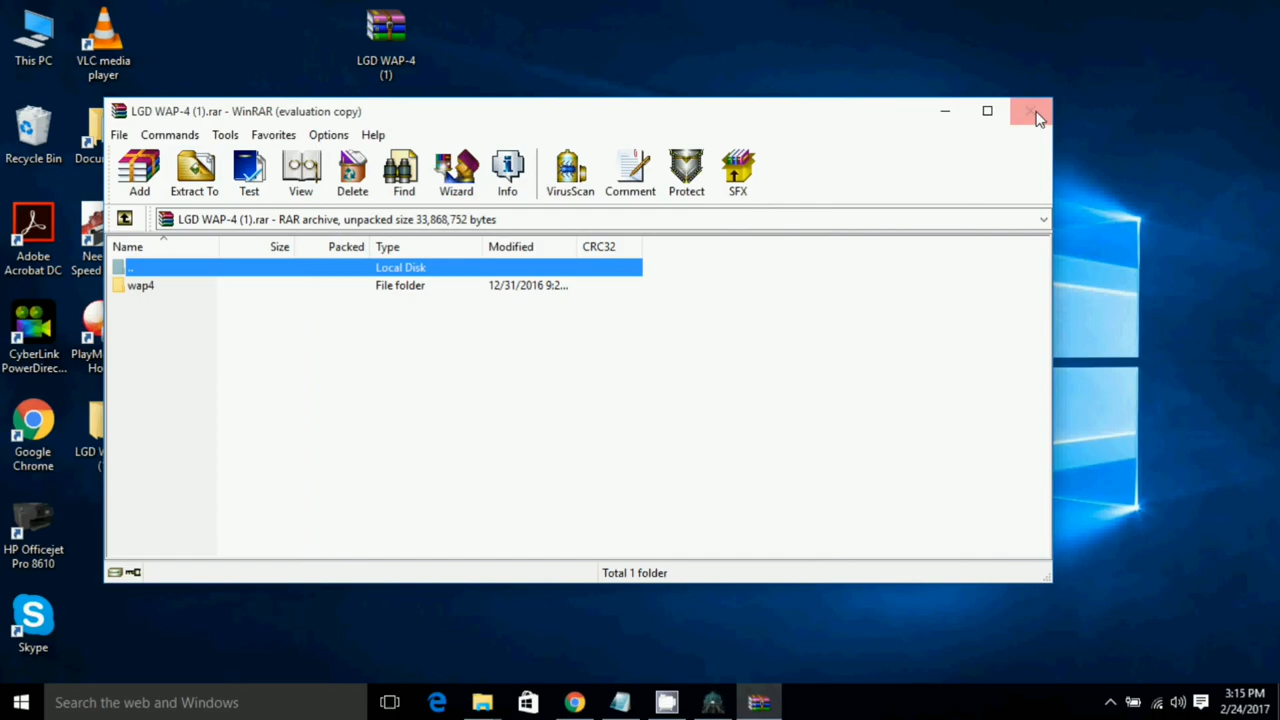 This PC
VLC media
player
LGD WAP-4
(1)
LGD WAP-4 (1).rar - WinRAR (evaluation copy)
File Commands Tools Favorites Options Help
Recycle Bin
Docu
Add Extract To Test View Delete Find Wizard Info VirusScan Comment Protect SFX
LGD WAP-4 (1).rar - RAR archive, unpacked size 33,868,752 bytes
Name Size Packed Type Modified CRC32
Adobe
Acrobat DC
Nee
Speed
.. Local Disk
wap4 File folder 12/31/2016 9:2...
CyberLink
PowerDirec...
PlayM
Ho
Google
Chrome
LGD W
(
HP Officejet
Pro 8610
Total 1 folder
Skype
Search the web and Windows
3:15 PM
2/24/2017